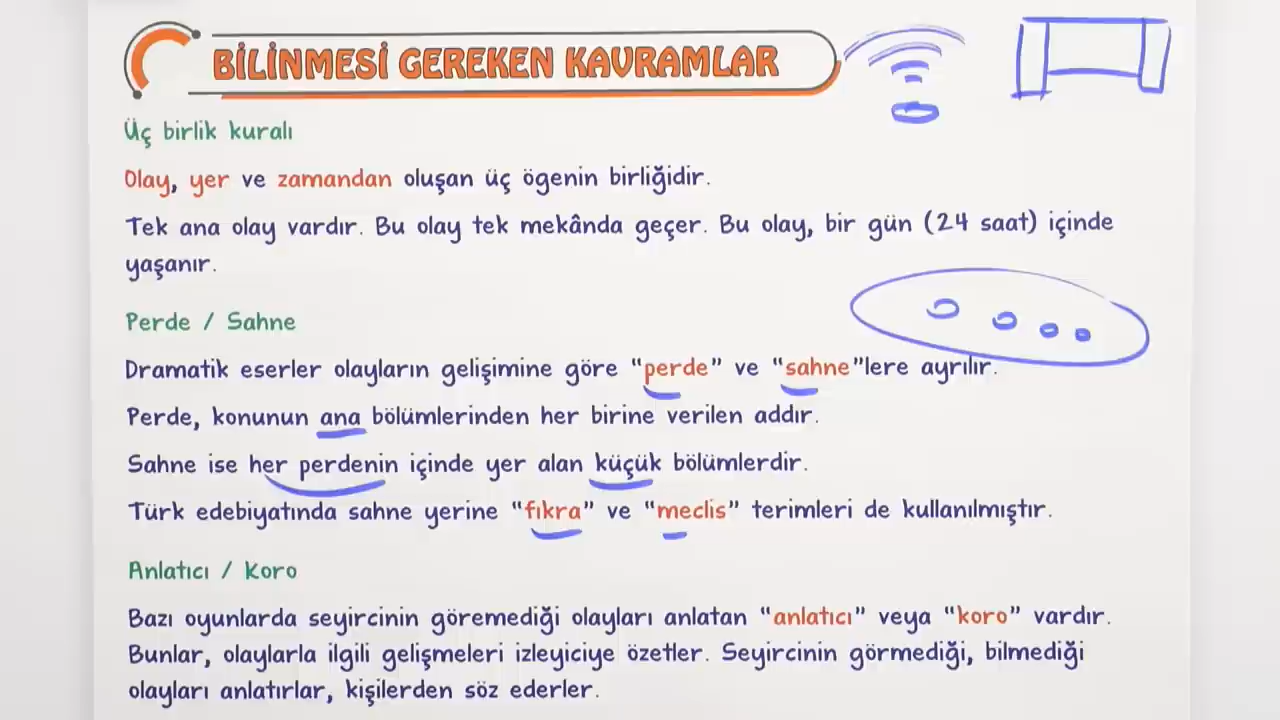 BİLİNMESİ GEREKEN KAVRAMLAR
Üç birlik kuralı
Olay, yer ve zamandan oluşan üç ögenin birliğidir.
Tek ana olay vardır. Bu olay tek mekânda geçer. Bu olay, bir gün (24 saat) içinde
yaşanır.
Perde / Sahne
Dramatik eserler olayların gelişimine göre “perde” ve “sahne”lere ayrılır.
Perde, konunun ana bölümlerinden her birine verilen addır.
Sahne ise her perdenin içinde yer alan küçük bölümlerdir.
Türk edebiyatında sahne yerine “fıkra” ve “meclis” terimleri de kullanılmıştır.
Anlatıcı / Koro
Bazı oyunlarda seyircinin göremediği olayları anlatan “anlatıcı” veya “koro” vardır.
Bunlar, olaylarla ilgili gelişmeleri izleyiciye özetler. Seyircinin görmediği, bilmediği
olayları anlatırlar, kişilerden söz ederler.